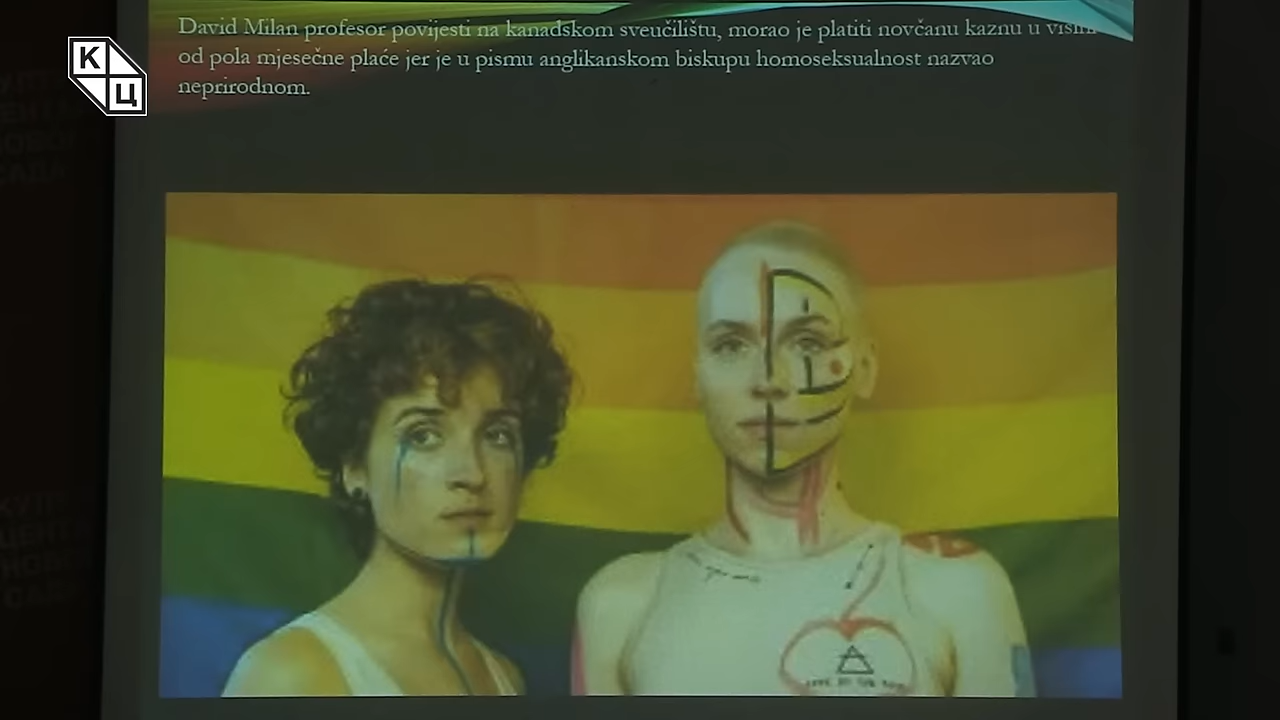 David Milan profesor povijesti na kanadskom sveučilištu, morao je platiti novčanu kaznu u visini
od pola mjesečne plaće jer je u pismu anglikanskom biskupu homoseksualnost nazvao
neprirodnom.
К
Ц